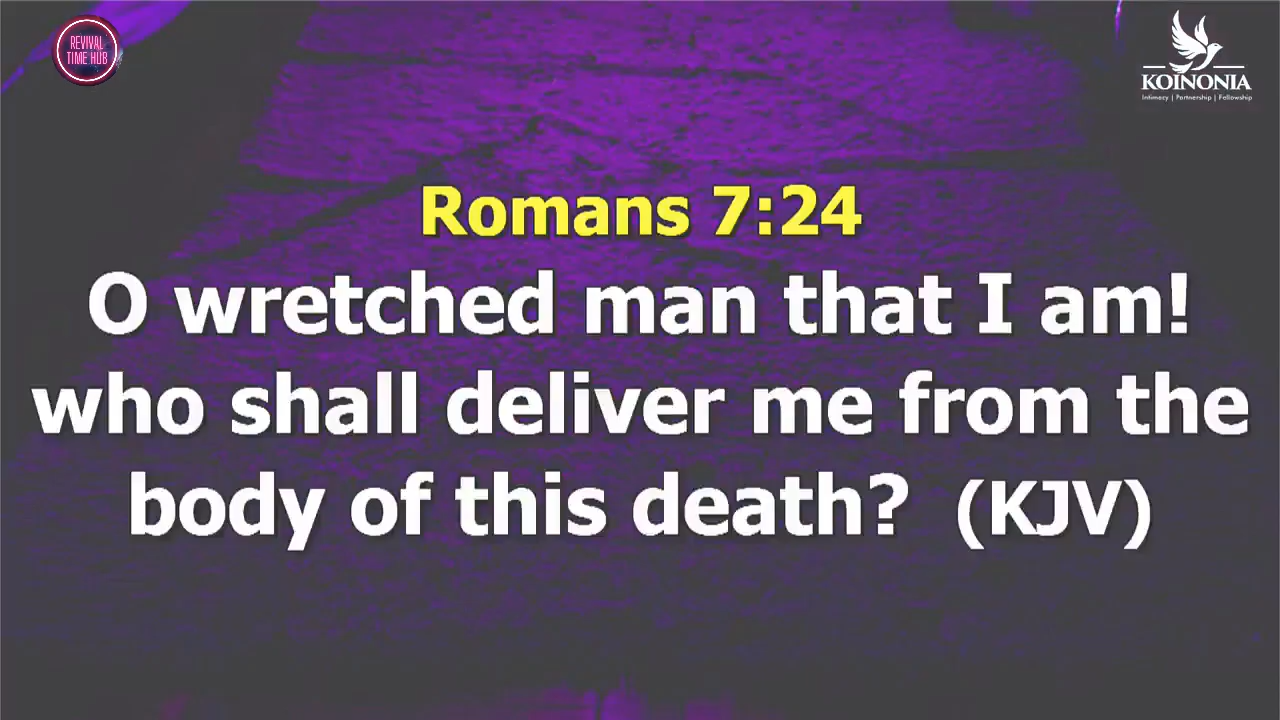 REVIVAL
TIME HUB
KOINONIA
Intimacy | Partnership | Fellowship
Romans 7:24
O wretched man that I am!
who shall deliver me from the
body of this death? (KJV)